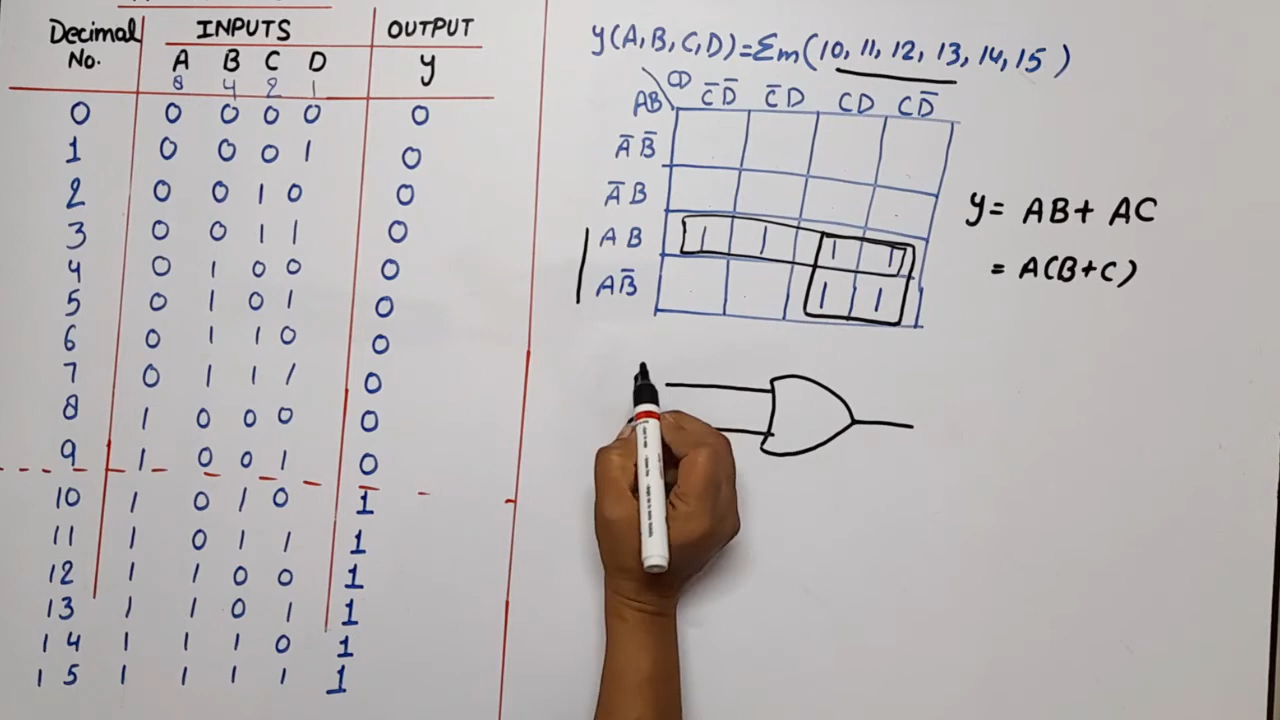 Decimal No. INPUTS OUTPUT
A B C D y
8 4 2 1
0 0 0 0 0 0
1 0 0 0 1 0
2 0 0 1 0 0
3 0 0 1 1 0
4 0 1 0 0 0
5 0 1 0 1 0
6 0 1 1 0 0
7 0 1 1 1 0
8 1 0 0 0 0
9 1 0 0 1 0
10 1 0 1 0 1
11 1 0 1 1 1
12 1 1 0 0 1
13 1 1 0 1 1
14 1 1 1 0 1
15 1 1 1 1 1
y(A,B,C,D)=Σm(10, 11, 12, 13, 14, 15)
CD
AB C̅D̅ C̅D CD CD̅
A̅B̅
A̅B
AB 1 1 1 1
AB̅ 1 1
y= AB+ AC
= A(B+C)